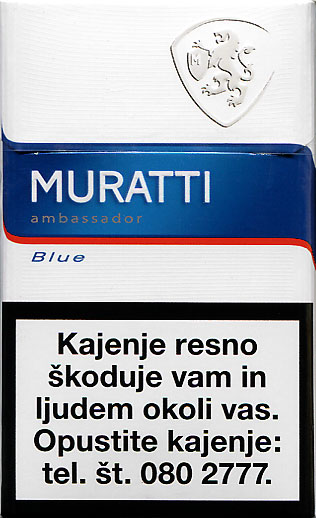 M
MURATTI
ambassador
Blue
Kajenje resno
škoduje vam in
ljudem okoli vas.
Opustite kajenje:
tel. št. 080 2777.